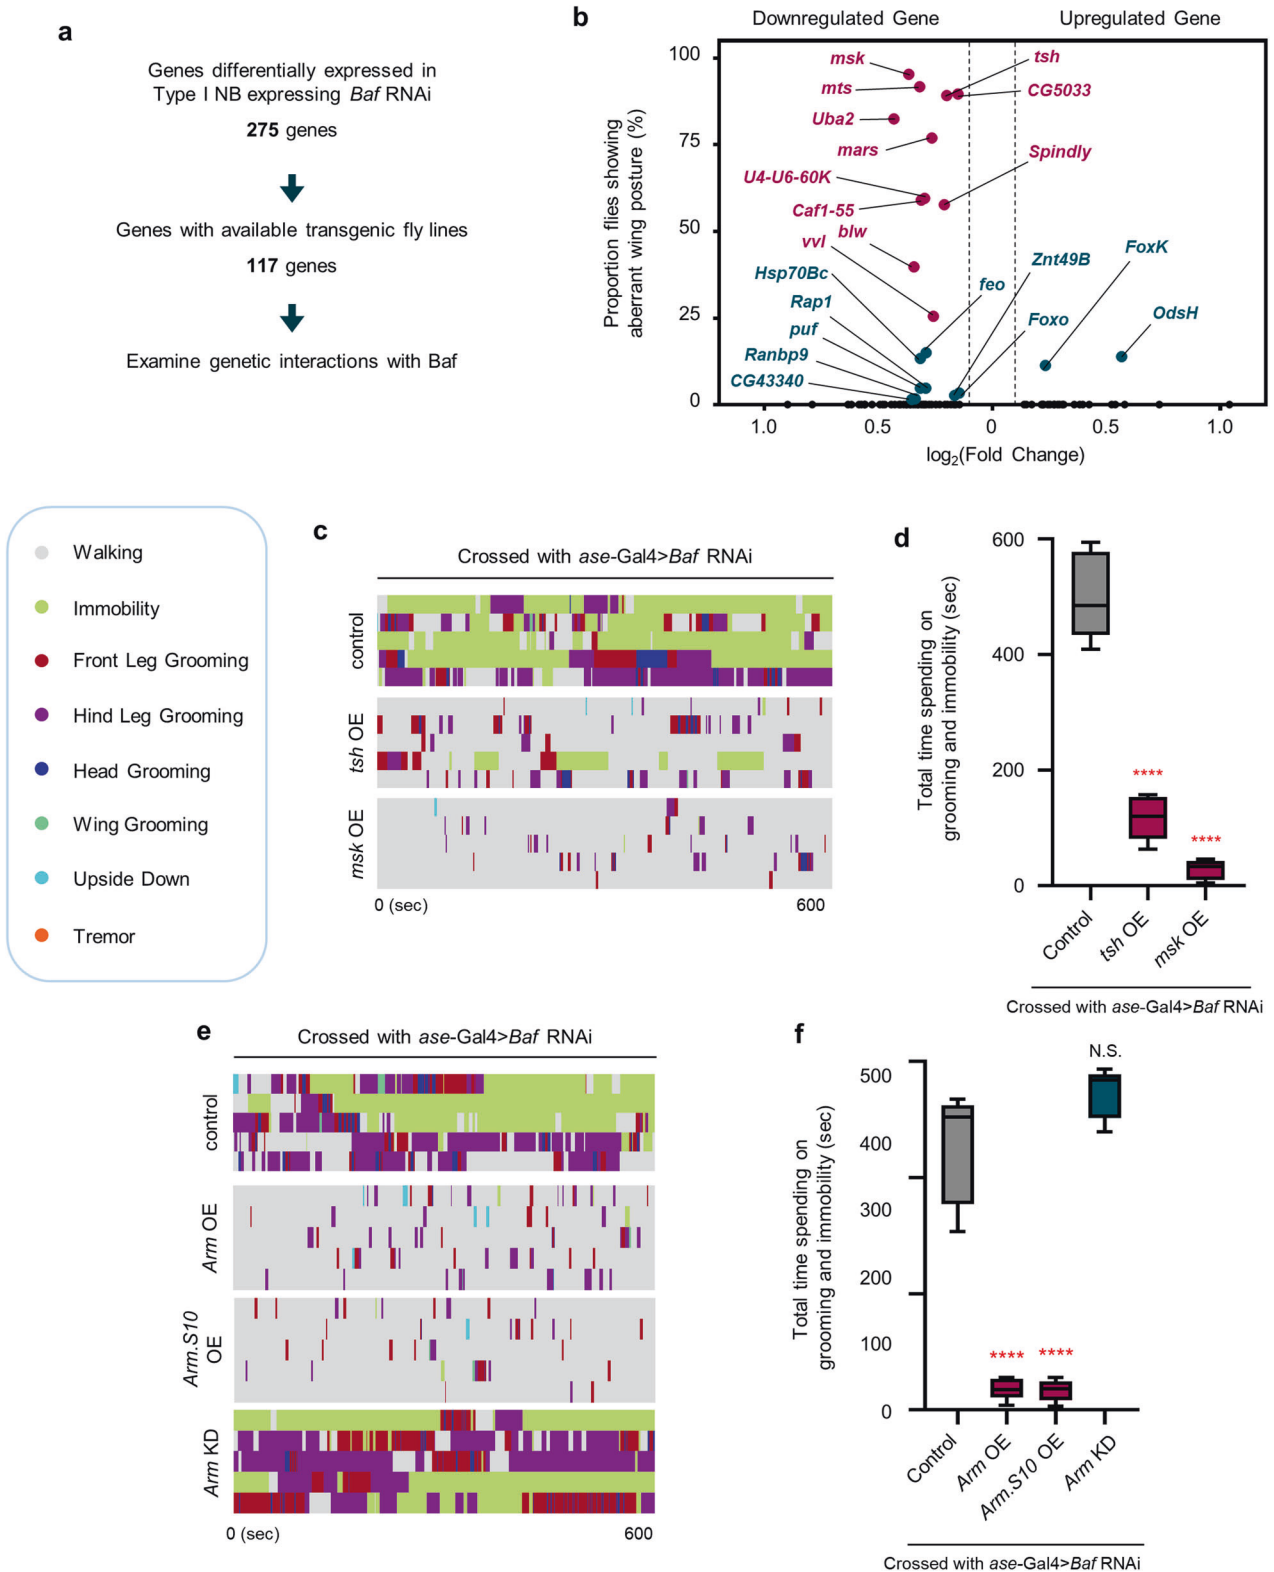 a
Genes differentially expressed in
Type I NB expressing Baf RNAi
275 genes
Genes with available transgenic fly lines
117 genes
Examine genetic interactions with Baf
b
Downregulated Gene
Upregulated Gene
Proportion flies showing
aberrant wing posture (%)
100
75
50
25
0
msk
mts
Uba2
mars
U4-U6-60K
Caf1-55
blw
vvl
Hsp70Bc
Rap1
puf
Ranbp9
CG43340
tsh
CG5033
Spindly
feo
Znt49B
Foxo
FoxK
OdsH
1.0
0.5
0
0.5
1.0
log2(Fold Change)
Walking
Immobility
Front Leg Grooming
Hind Leg Grooming
Head Grooming
Wing Grooming
Upside Down
Tremor
c
Crossed with ase-Gal4>Baf RNAi
control
tsh OE
msk OE
0 (sec)
600
d
Total time spending on
grooming and immobility (sec)
600
400
200
0
****
****
Control
tsh OE
msk OE
Crossed with ase-Gal4>Baf RNAi
e
Crossed with ase-Gal4>Baf RNAi
control
Arm OE
Arm.S10
OE
Arm KD
0 (sec)
600
f
Total time spending on
grooming and immobility (sec)
500
400
300
200
100
0
****
****
N.S.
Control
Arm OE
Arm.S10 OE
Arm KD
Crossed with ase-Gal4>Baf RNAi